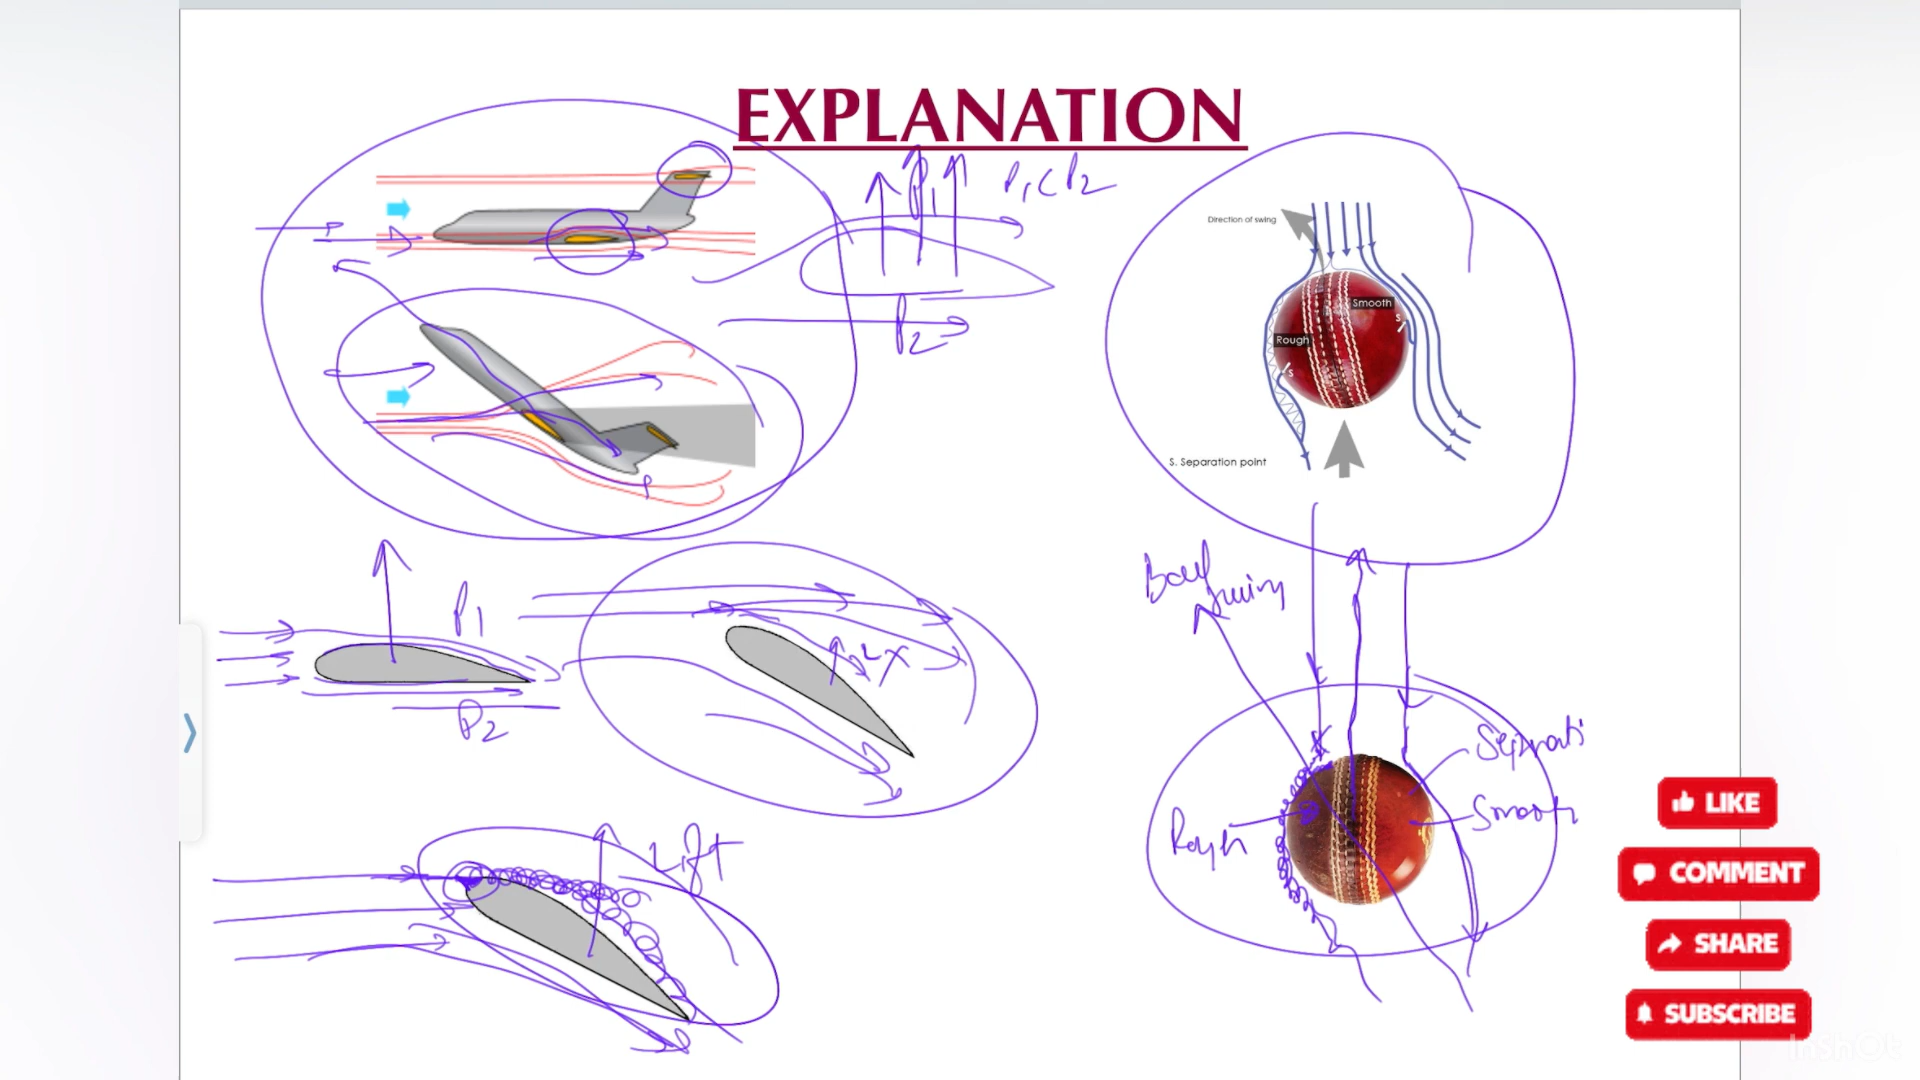 EXPLANATION
P1
P1 < P2
P2
Direction of swing
Smooth
S
Rough
S
S. Separation point
P1
P2
Lift
Ball
swing
Smooth
Rough
LIKE
COMMENT
SHARE
SUBSCRIBE
InshOt